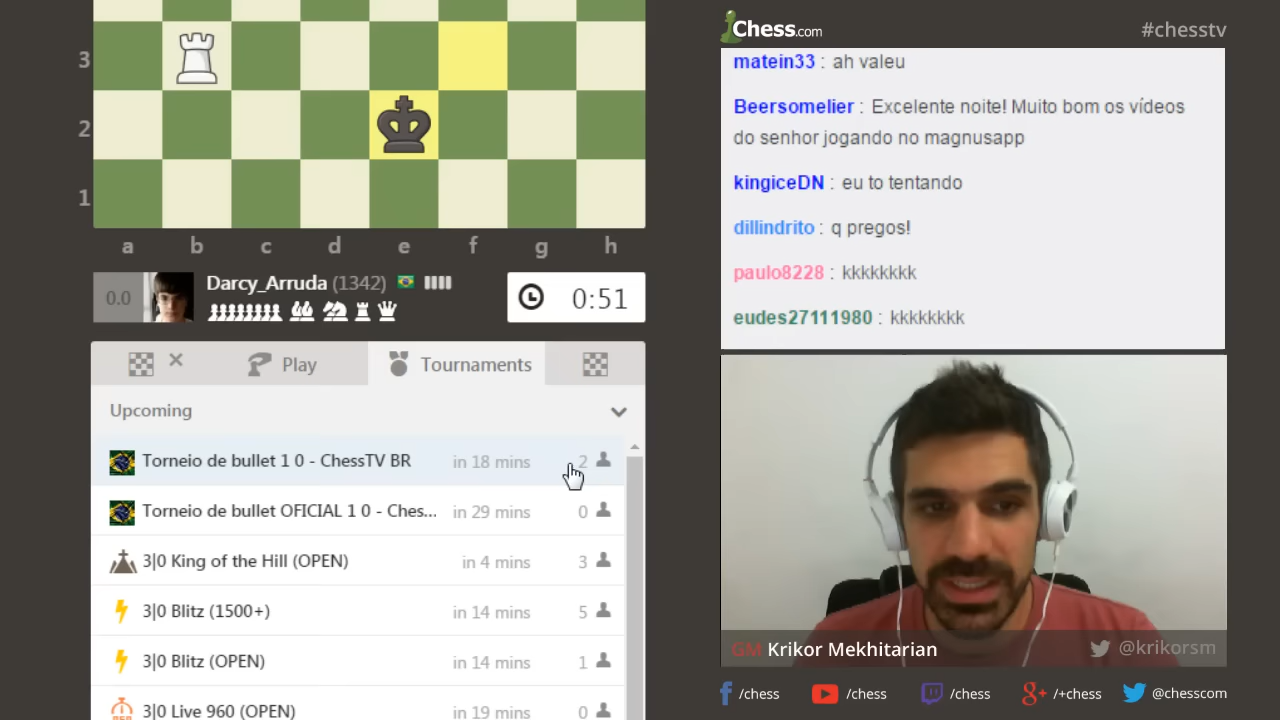 3
2
1
a b c d e f g h
0.0
Darcy_Arruda (1342)
0:51
Play
Tournaments
Upcoming
Torneio de bullet 1 0 - ChessTV BR in 18 mins 2
Torneio de bullet OFICIAL 1 0 - Ches... in 29 mins 0
3|0 King of the Hill (OPEN) in 4 mins 3
3|0 Blitz (1500+) in 14 mins 5
3|0 Blitz (OPEN) in 14 mins 1
3|0 Live 960 (OPEN) in 19 mins 0
Chess.com
#chesstv
matein33 : ah valeu
Beersomelier : Excelente noite! Muito bom os vídeos
do senhor jogando no magnusapp
kingiceDN : eu to tentando
dillindrito : q pregos!
paulo8228 : kkkkkkkk
eudes27111980 : kkkkkkkk
GM Krikor Mekhitarian
@krikorsm
/chess /chess /chess /+chess @chesscom